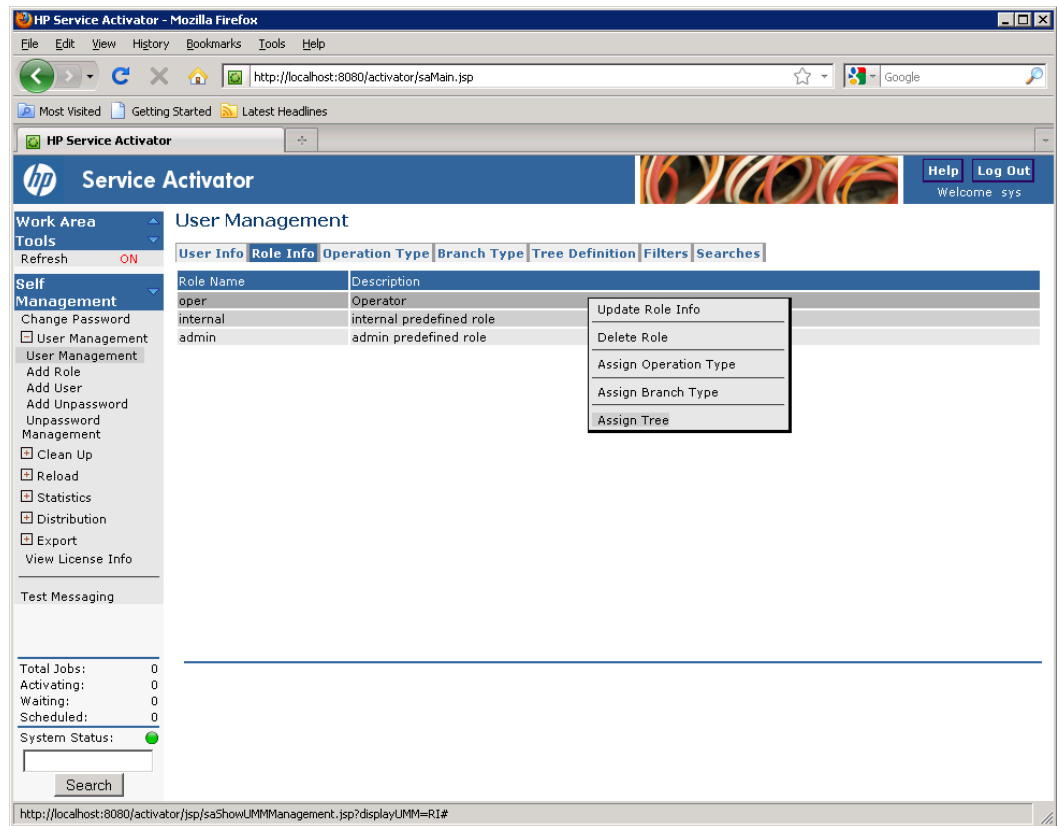 HP Service Activator - Mozilla Firefox
File Edit View History Bookmarks Tools Help
http://localhost:8080/activator/saMain.jsp
Google
Most Visited Getting Started Latest Headlines
HP Service Activator
hp Service Activator
Help Log Out
Welcome sys
Work Area
Tools
Refresh ON
Self
Management
Change Password
User Management
User Management
Add Role
Add User
Add Unpassword
Unpassword
Management
Clean Up
Reload
Statistics
Distribution
Export
View License Info
Test Messaging
Total Jobs: 0
Activating: 0
Waiting: 0
Scheduled: 0
System Status:
Search
User Management
User Info Role Info Operation Type Branch Type Tree Definition Filters Searches
Role Name Description
oper Operator
internal internal predefined role
admin admin predefined role
Update Role Info
Delete Role
Assign Operation Type
Assign Branch Type
Assign Tree
http://localhost:8080/activator/jsp/saShowUMMManagement.jsp?displayUMM=RI#